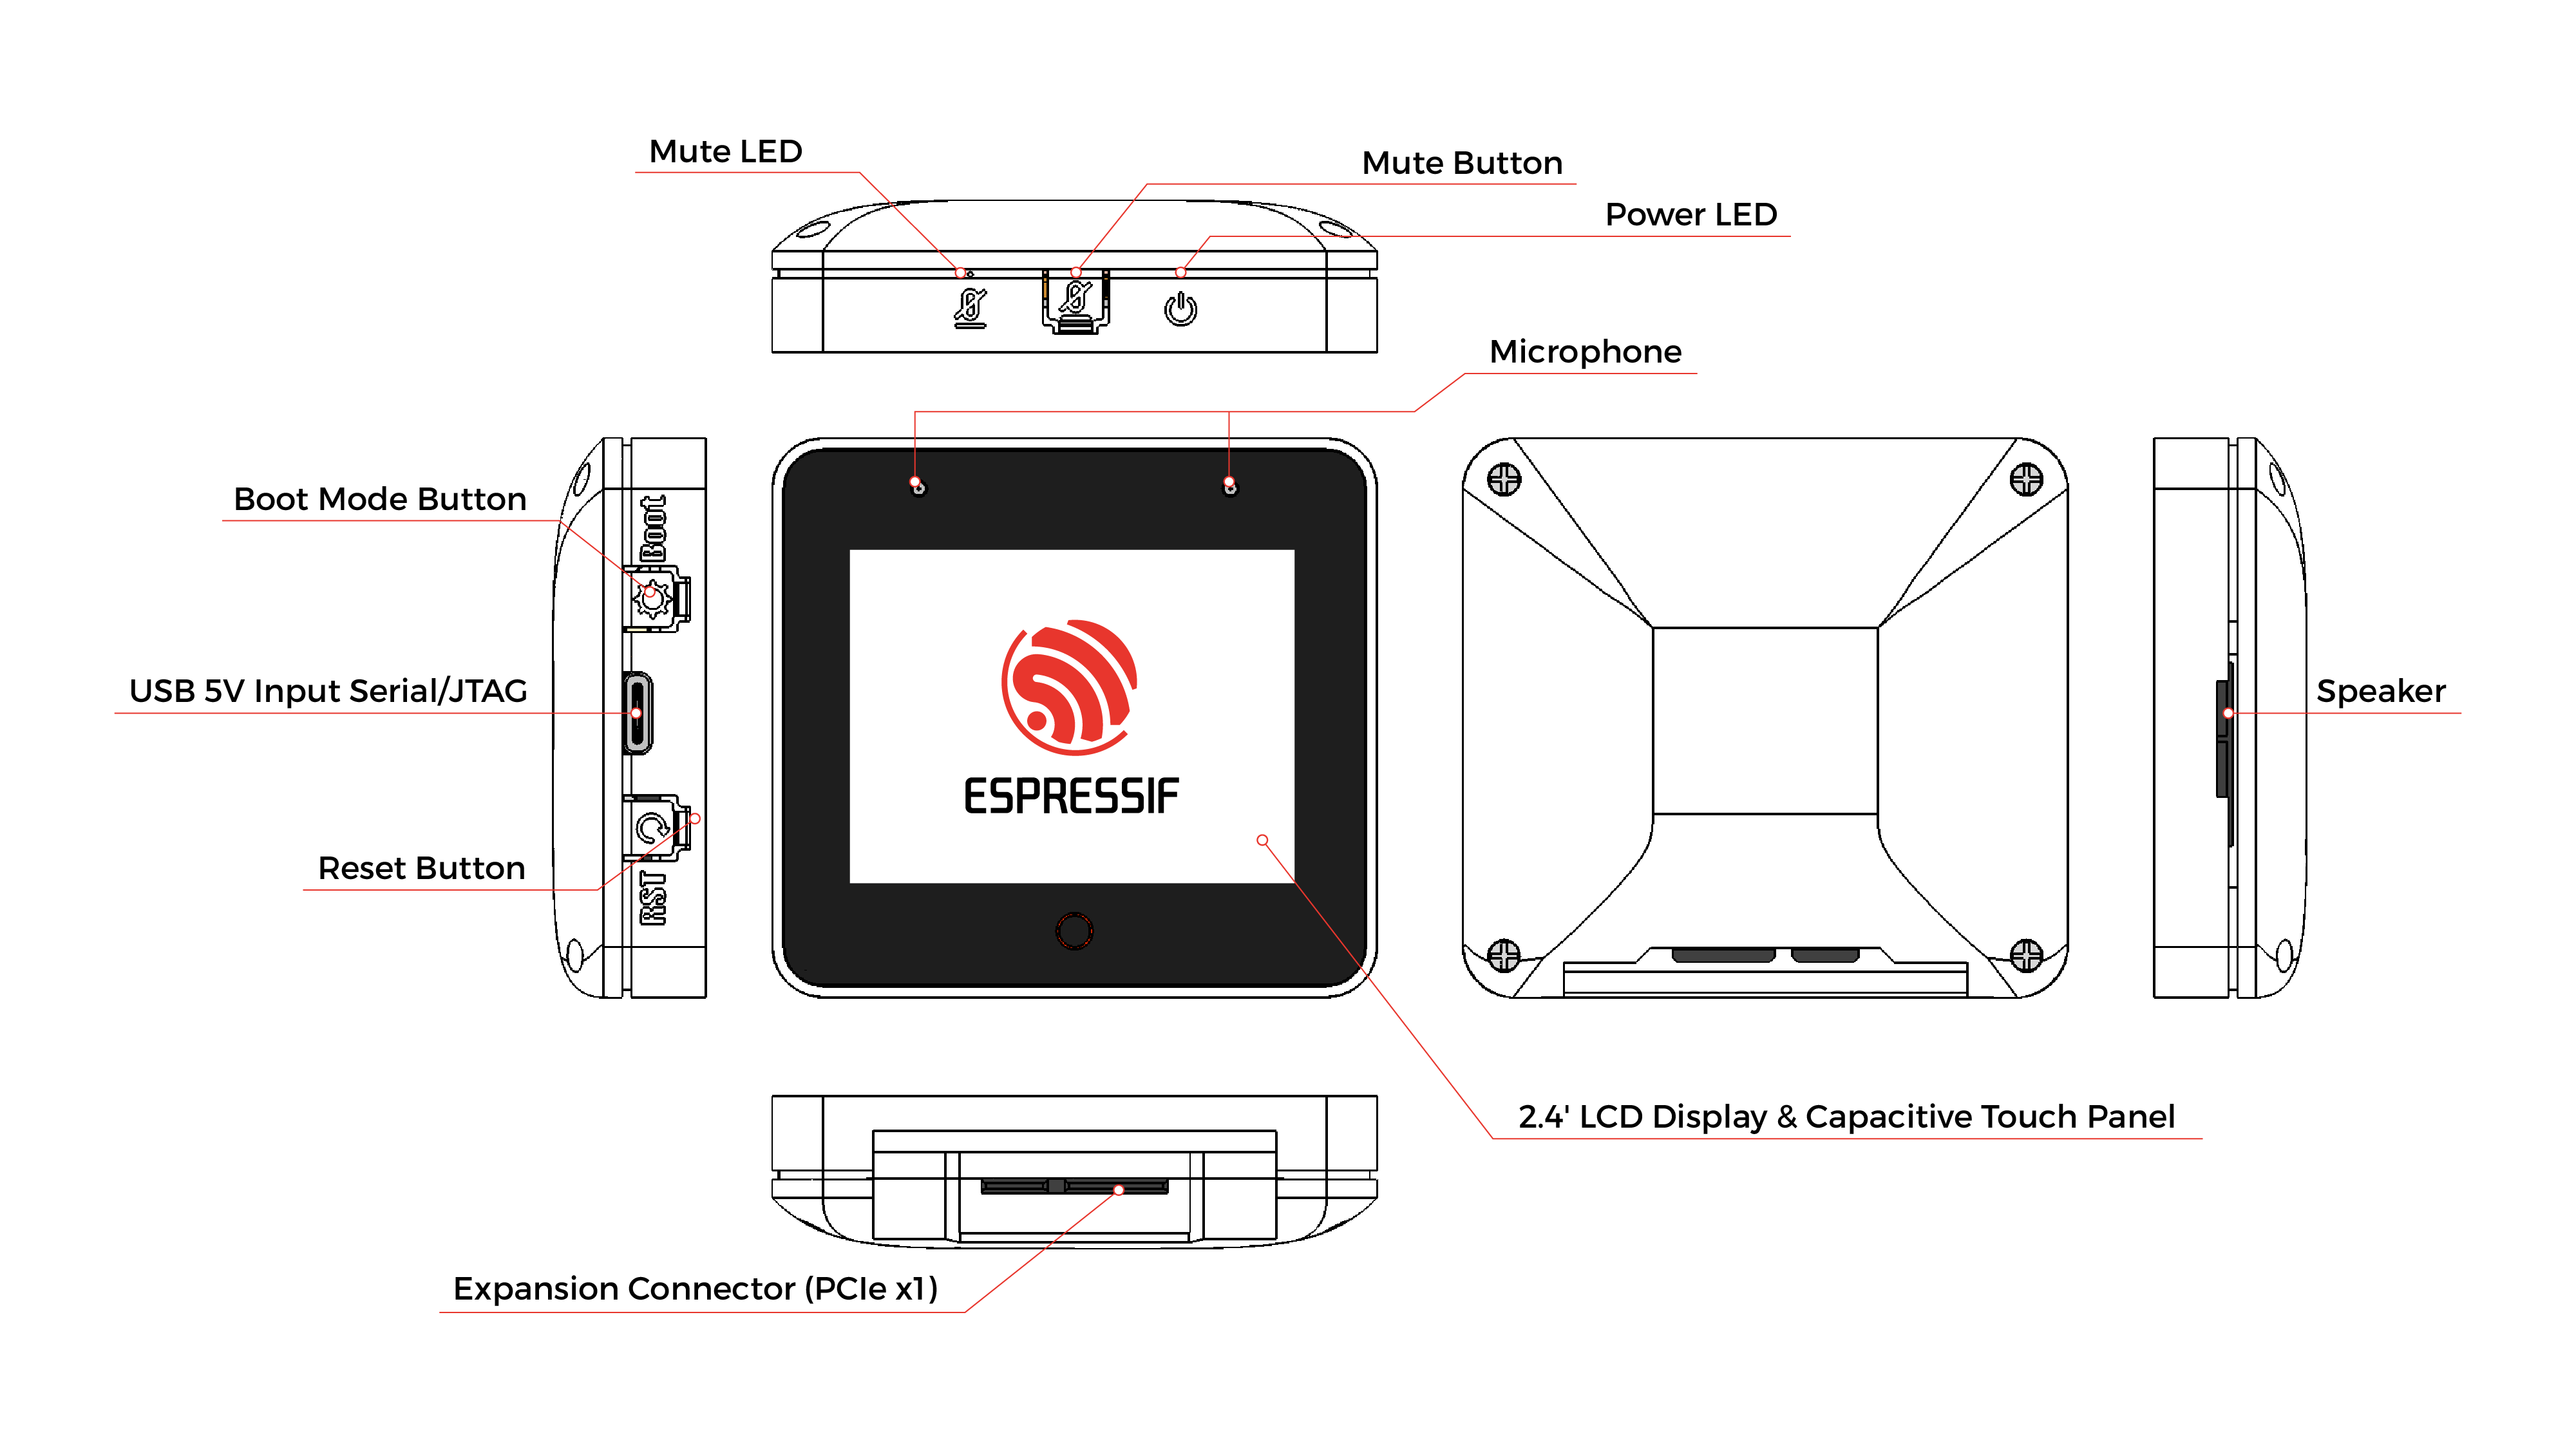 Mute LED
Mute Button
Power LED
Microphone
Boot Mode Button
Boot
USB 5V Input Serial/JTAG
Speaker
ESPRESSIF
Reset Button
RST
2.4' LCD Display & Capacitive Touch Panel
Expansion Connector (PCIe x1)